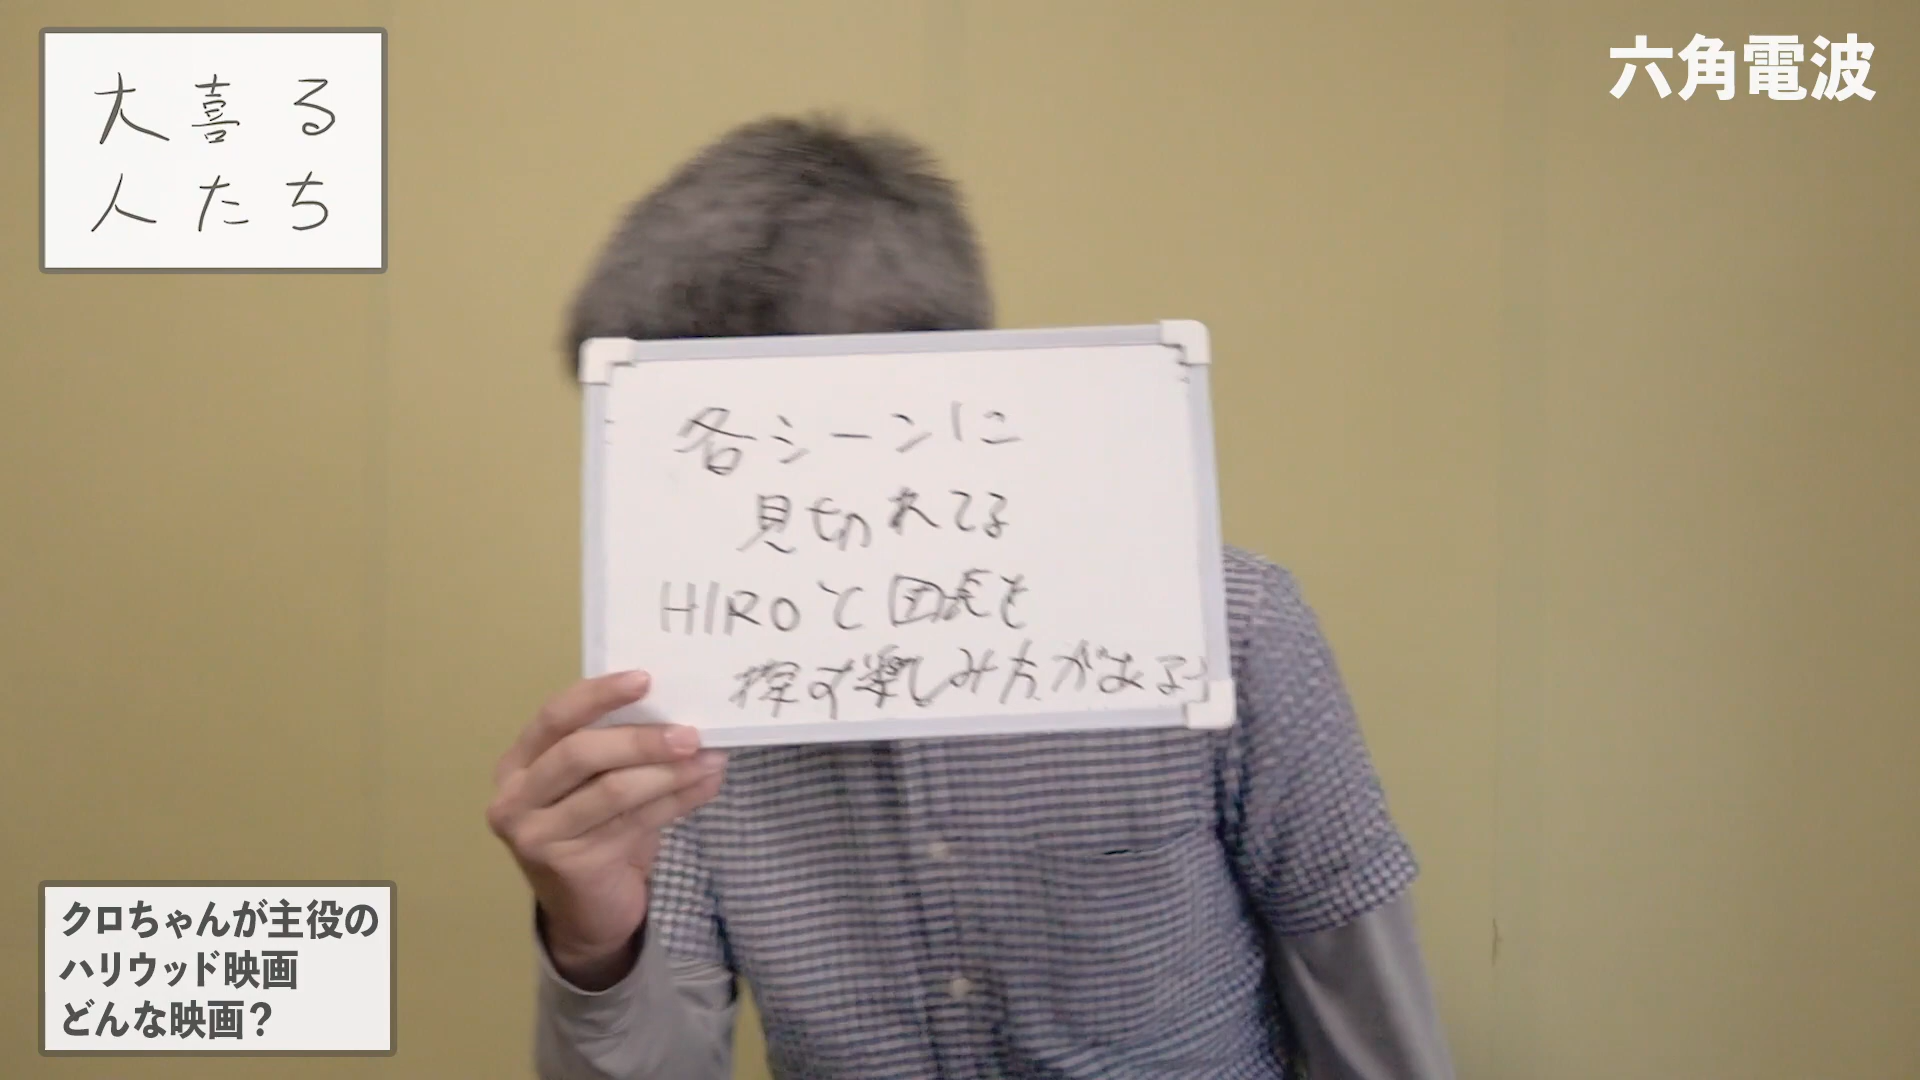 大喜る
人たち
六角電波
各シーンに
見切れてる
HIROと団長を
探す楽しみ方がある
クロちゃんが主役の
ハリウッド映画
どんな映画？